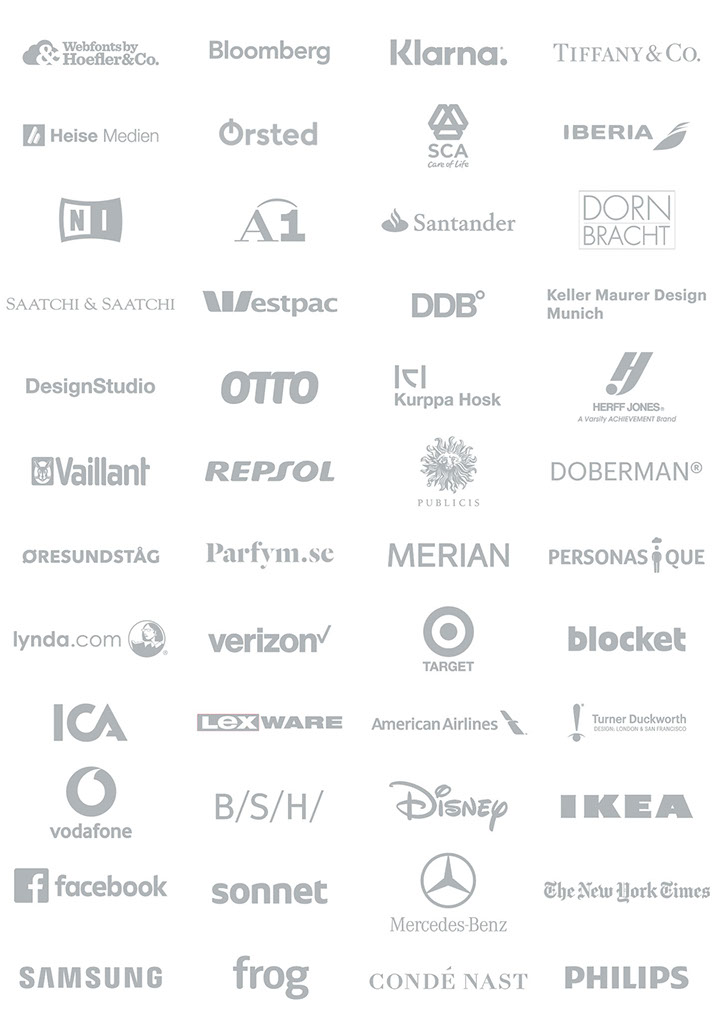 Webfonts by
Hoefler&Co.
Bloomberg
Klarna.
TIFFANY & CO.
Heise Medien
Ørsted
SCA
Care of Life
IBERIA
NI
A1
Santander
DORN
BRACHT
SAATCHI & SAATCHI
Westpac
DDB°
Keller Maurer Design
Munich
DesignStudio
OTTO
Kurppa Hosk
HERFF JONES®
A Varsity ACHIEVEMENT Brand
Vaillant
REPSOL
PUBLICIS
DOBERMAN®
ØRESUNDSTÅG
Parfym.se
MERIAN
PERSONAS IQUE
lynda.com®
verizon✓
TARGET
blocket
ICA
LEXWARE
American Airlines
Turner Duckworth
DESIGN: LONDON & SAN FRANCISCO
vodafone
B/S/H/
Disney
IKEA
f facebook
sonnet
Mercedes-Benz
The New York Times
SAMSUNG
frog
CONDÉ NAST
PHILIPS